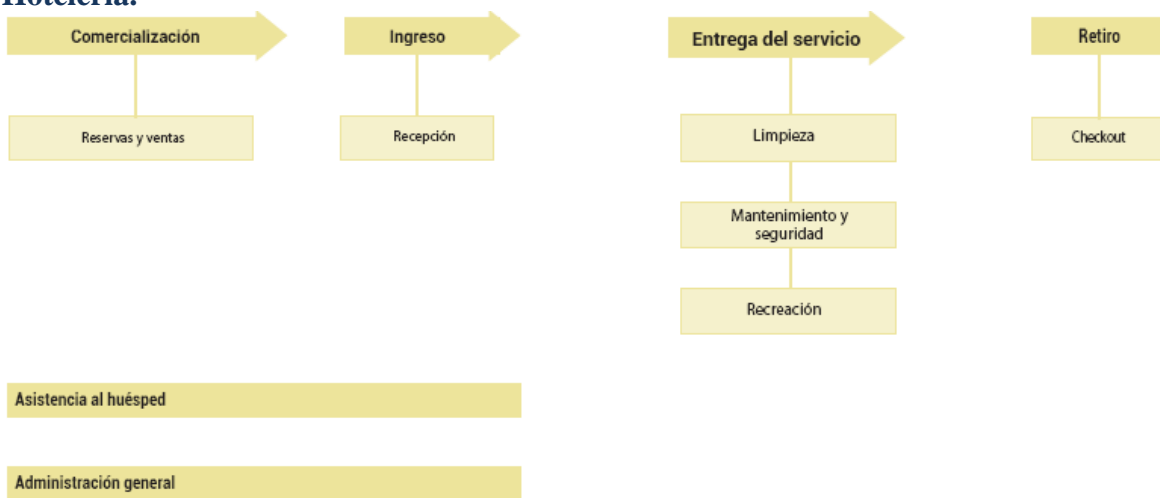 Hotelería.
Comercialización
Ingreso
Entrega del servicio
Retiro
Reservas y ventas
Recepción
Limpieza
Checkout
Mantenimiento y
seguridad
Recreación
Asistencia al huésped
Administración general